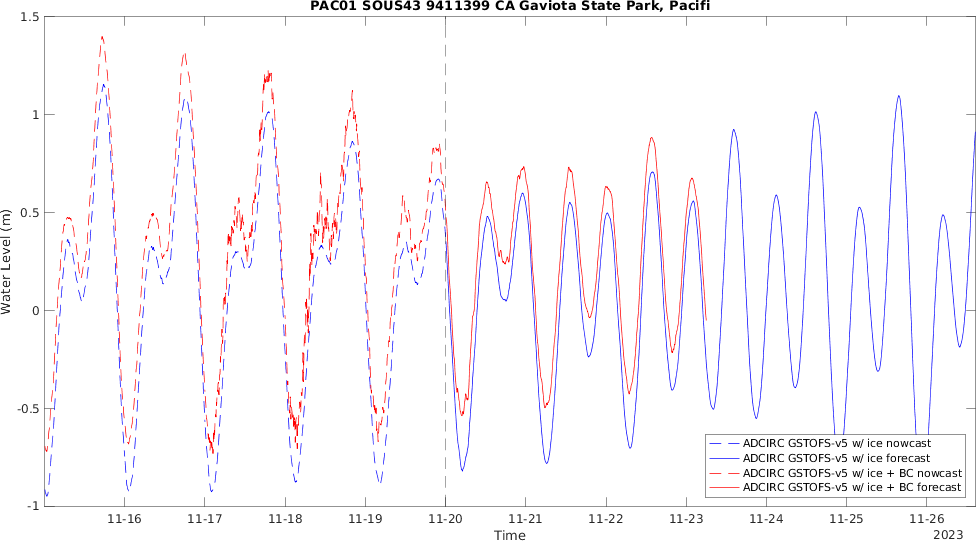 PAC01 SOUS43 9411399 CA Gaviota State Park, Pacifi
1.5
1
0.5
0
-0.5
-1
Water Level (m)
11-16
11-17
11-18
11-19
11-20
11-21
11-22
11-23
11-24
11-25
11-26
Time
2023
ADCIRC GSTOFS-v5 w/ ice nowcast
ADCIRC GSTOFS-v5 w/ ice forecast
ADCIRC GSTOFS-v5 w/ ice + BC nowcast
ADCIRC GSTOFS-v5 w/ ice + BC forecast